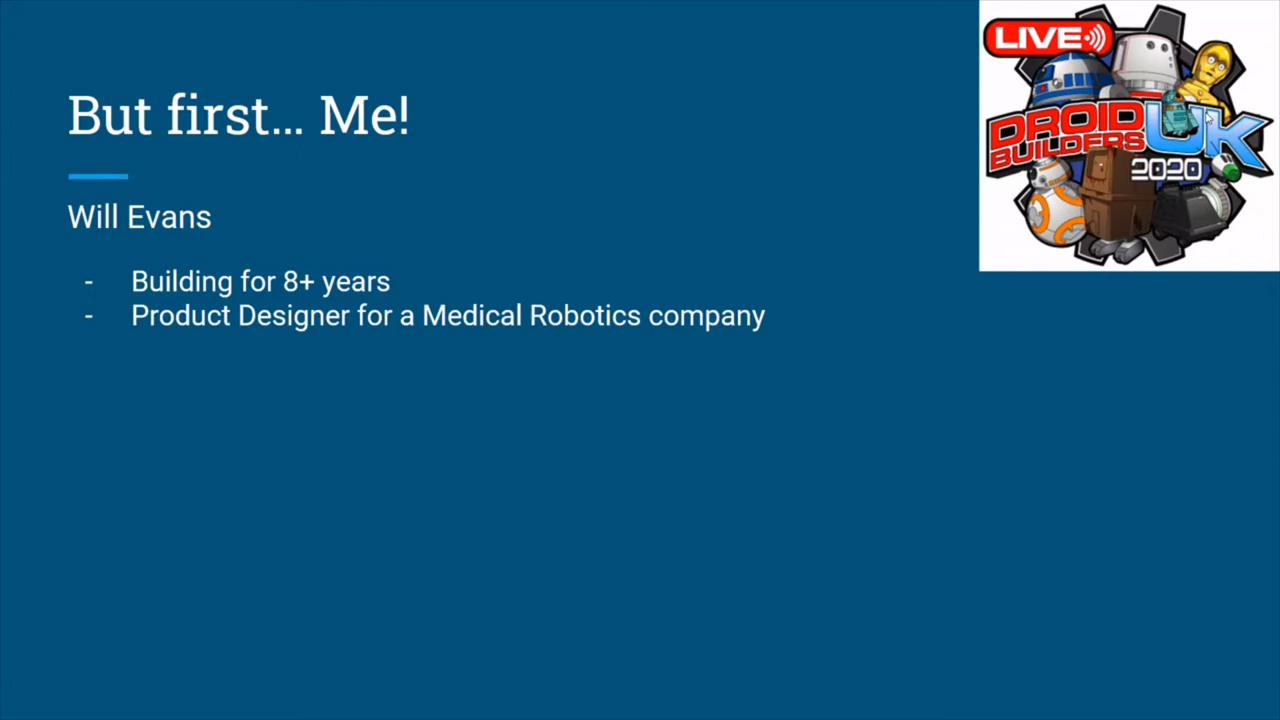 But first... Me!
Will Evans
- Building for 8+ years
- Product Designer for a Medical Robotics company
LIVE
DROID
BUILDERS
UK
2020